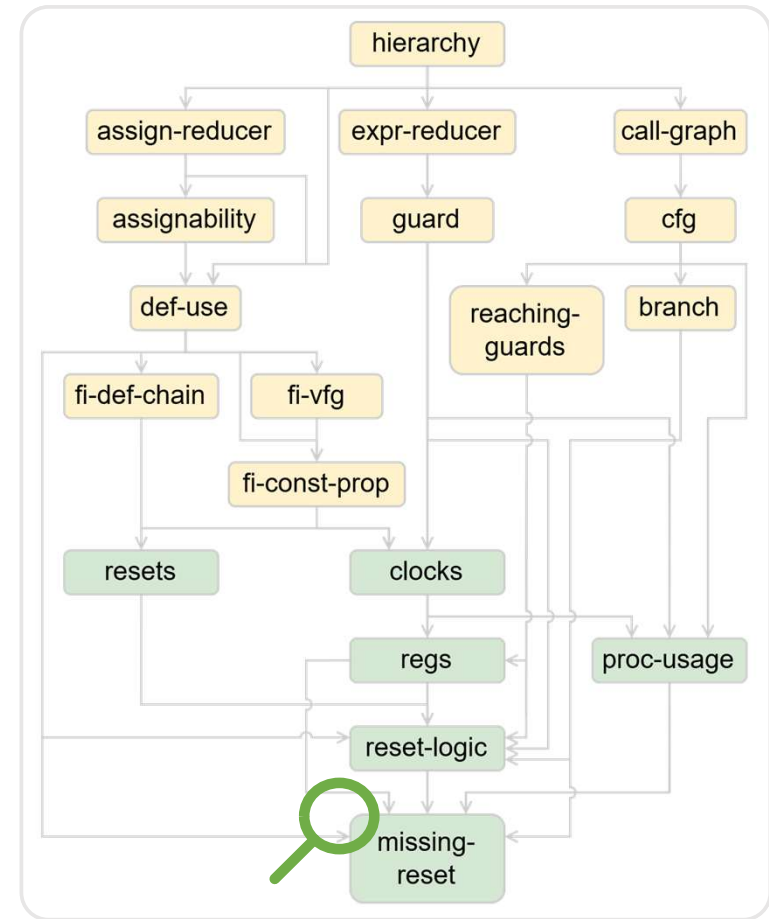 hierarchy
assign-reducer
expr-reducer
call-graph
assignability
guard
cfg
def-use
reaching-
guards
branch
fi-def-chain
fi-vfg
fi-const-prop
resets
clocks
regs
proc-usage
reset-logic
missing-
reset